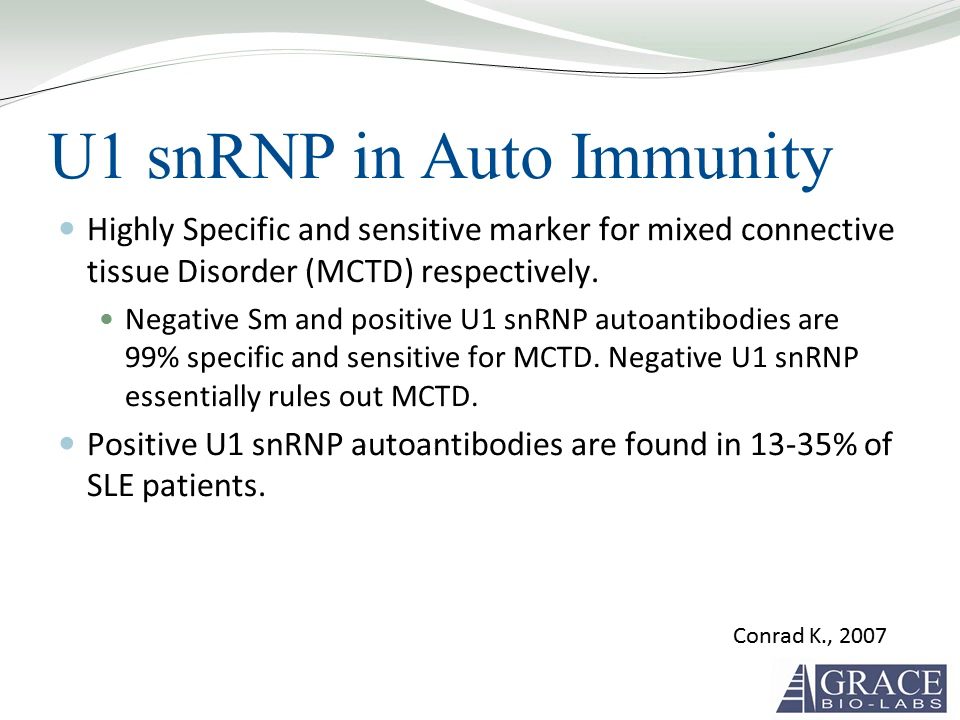 U1 snRNP in Auto Immunity
Highly Specific and sensitive marker for mixed connective
tissue Disorder (MCTD) respectively.
Negative Sm and positive U1 snRNP autoantibodies are
99% specific and sensitive for MCTD. Negative U1 snRNP
essentially rules out MCTD.
Positive U1 snRNP autoantibodies are found in 13-35% of
SLE patients.
Conrad K., 2007
GRACE
BIO-LABS